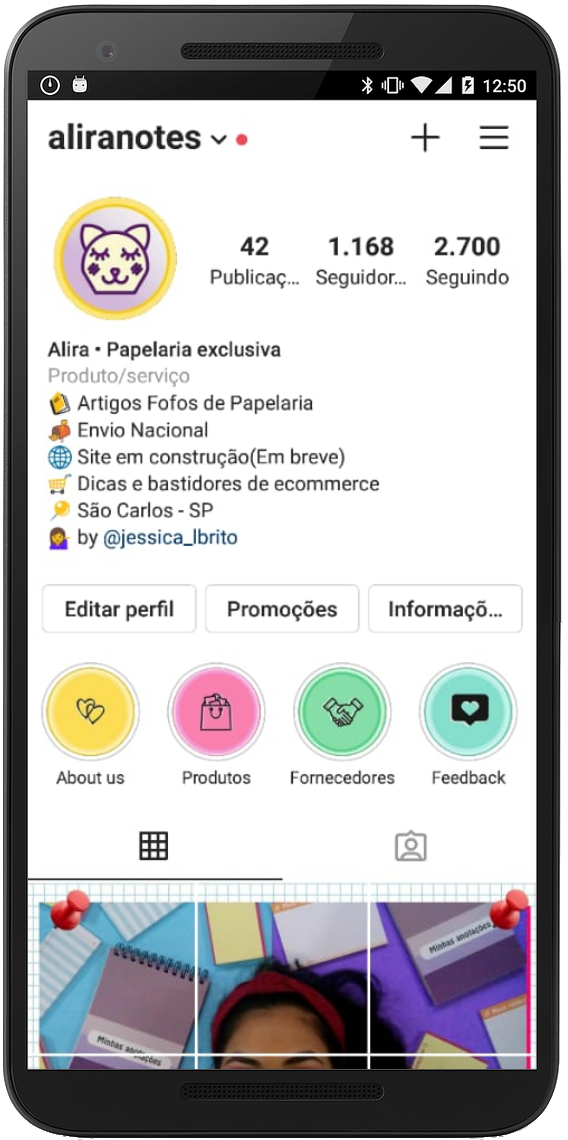 12:50
aliranotes
42 1.168 2.700
Publicaç... Seguidor... Seguindo
Alira • Papelaria exclusiva
Produto/serviço
Artigos Fofos de Papelaria
Envio Nacional
Site em construção(Em breve)
Dicas e bastidores de ecommerce
São Carlos - SP
by @jessica_lbrito
Editar perfil Promoções Informaçõ...
About us Produtos Fornecedores Feedback
Minhas anotações
Minhas anotações